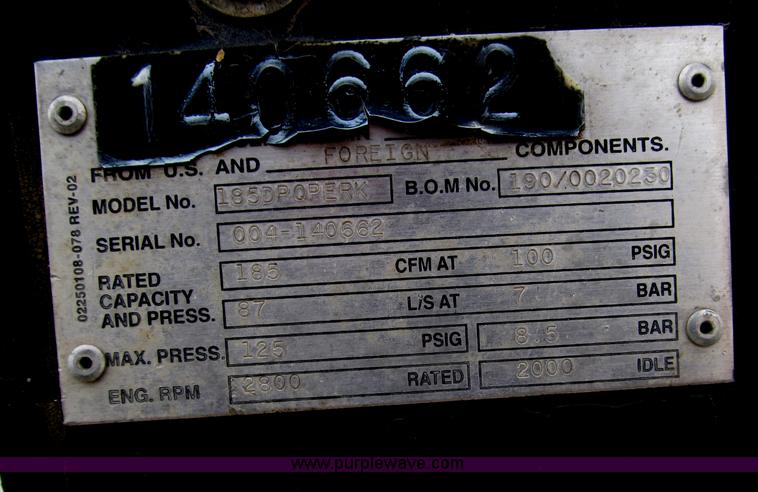 140662
FROM U.S. AND FOREIGN COMPONENTS.
MODEL No. 185DPQPERK B.O.M No. 190/0020250
SERIAL No. 004-140662
RATED CAPACITY AND PRESS. 185 CFM AT 100 PSIG
87 L/S AT 7 BAR
MAX. PRESS. 125 PSIG 8.5 BAR
ENG. RPM 2800 RATED 2000 IDLE
02250108-078 REV-02
www.purplewave.com